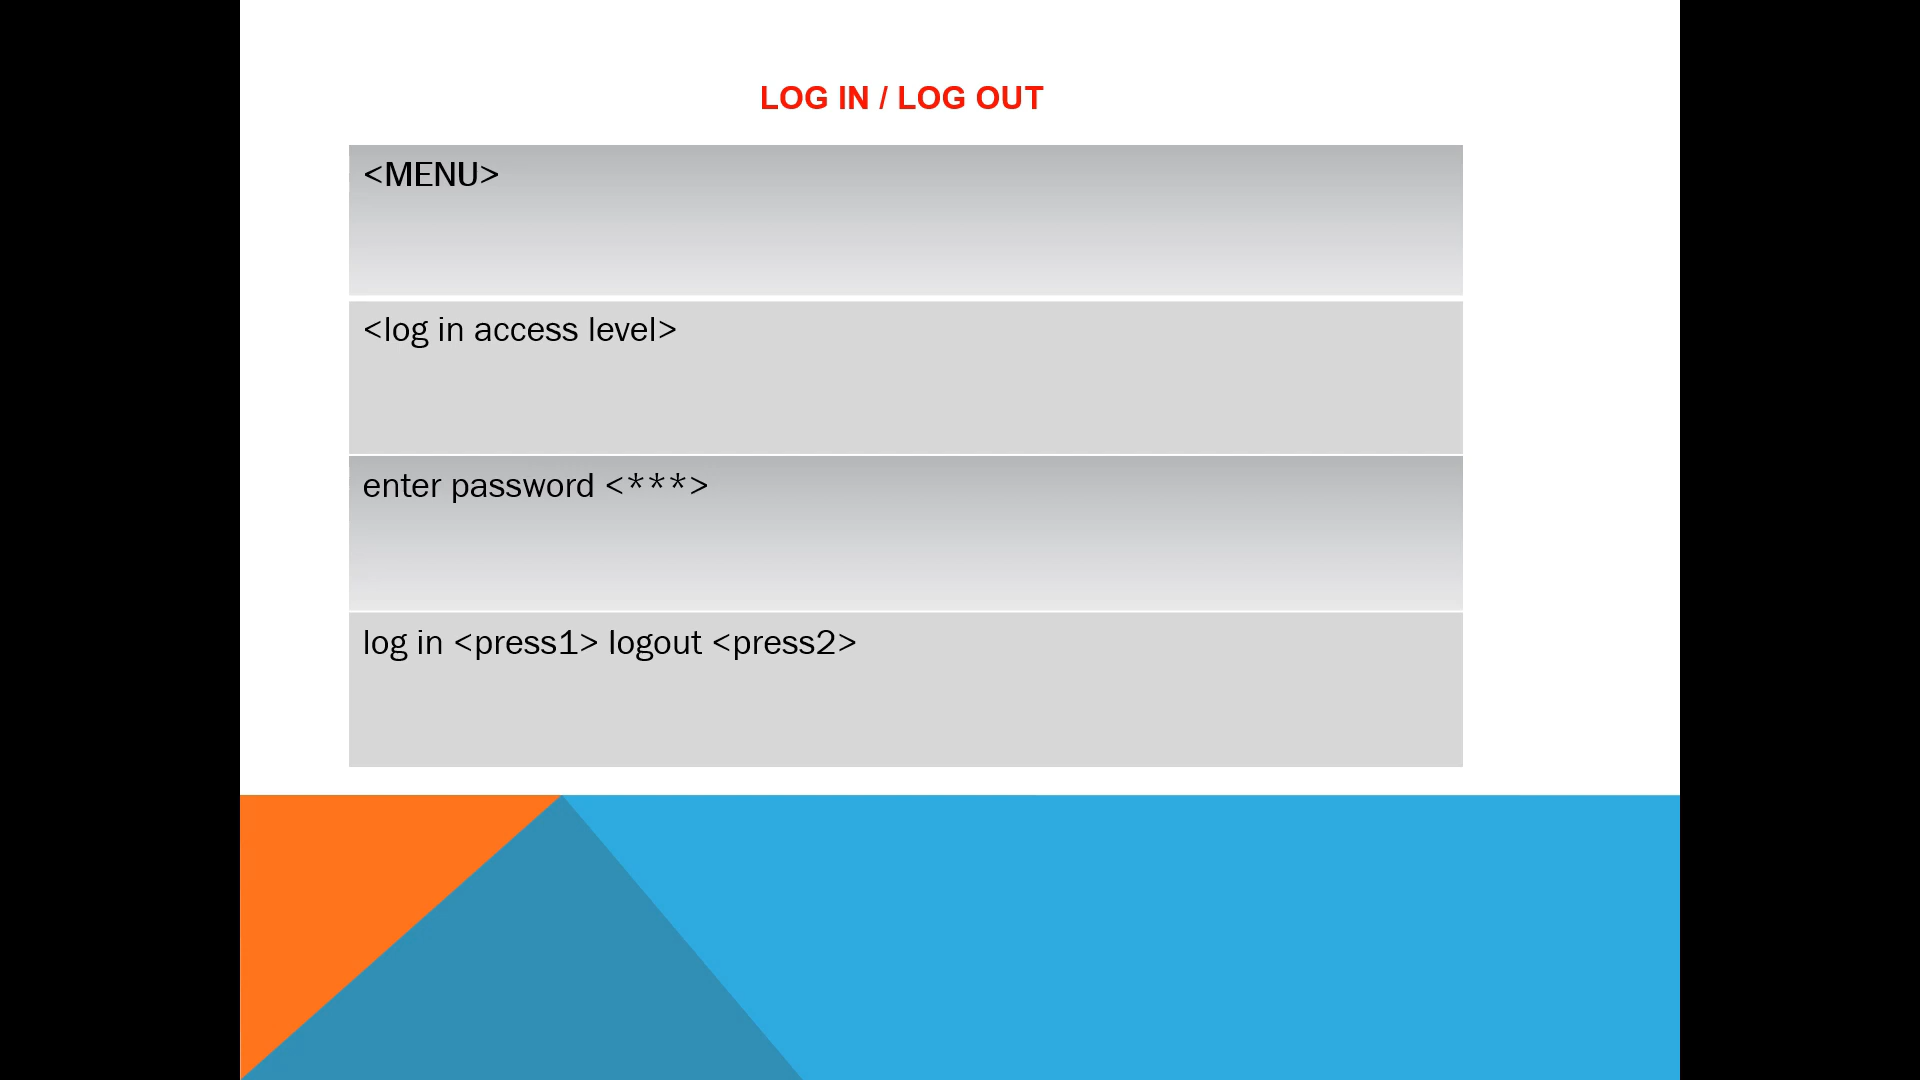 LOG IN / LOG OUT
<MENU>
<log in access level>
enter password <***>
log in <press1> logout <press2>